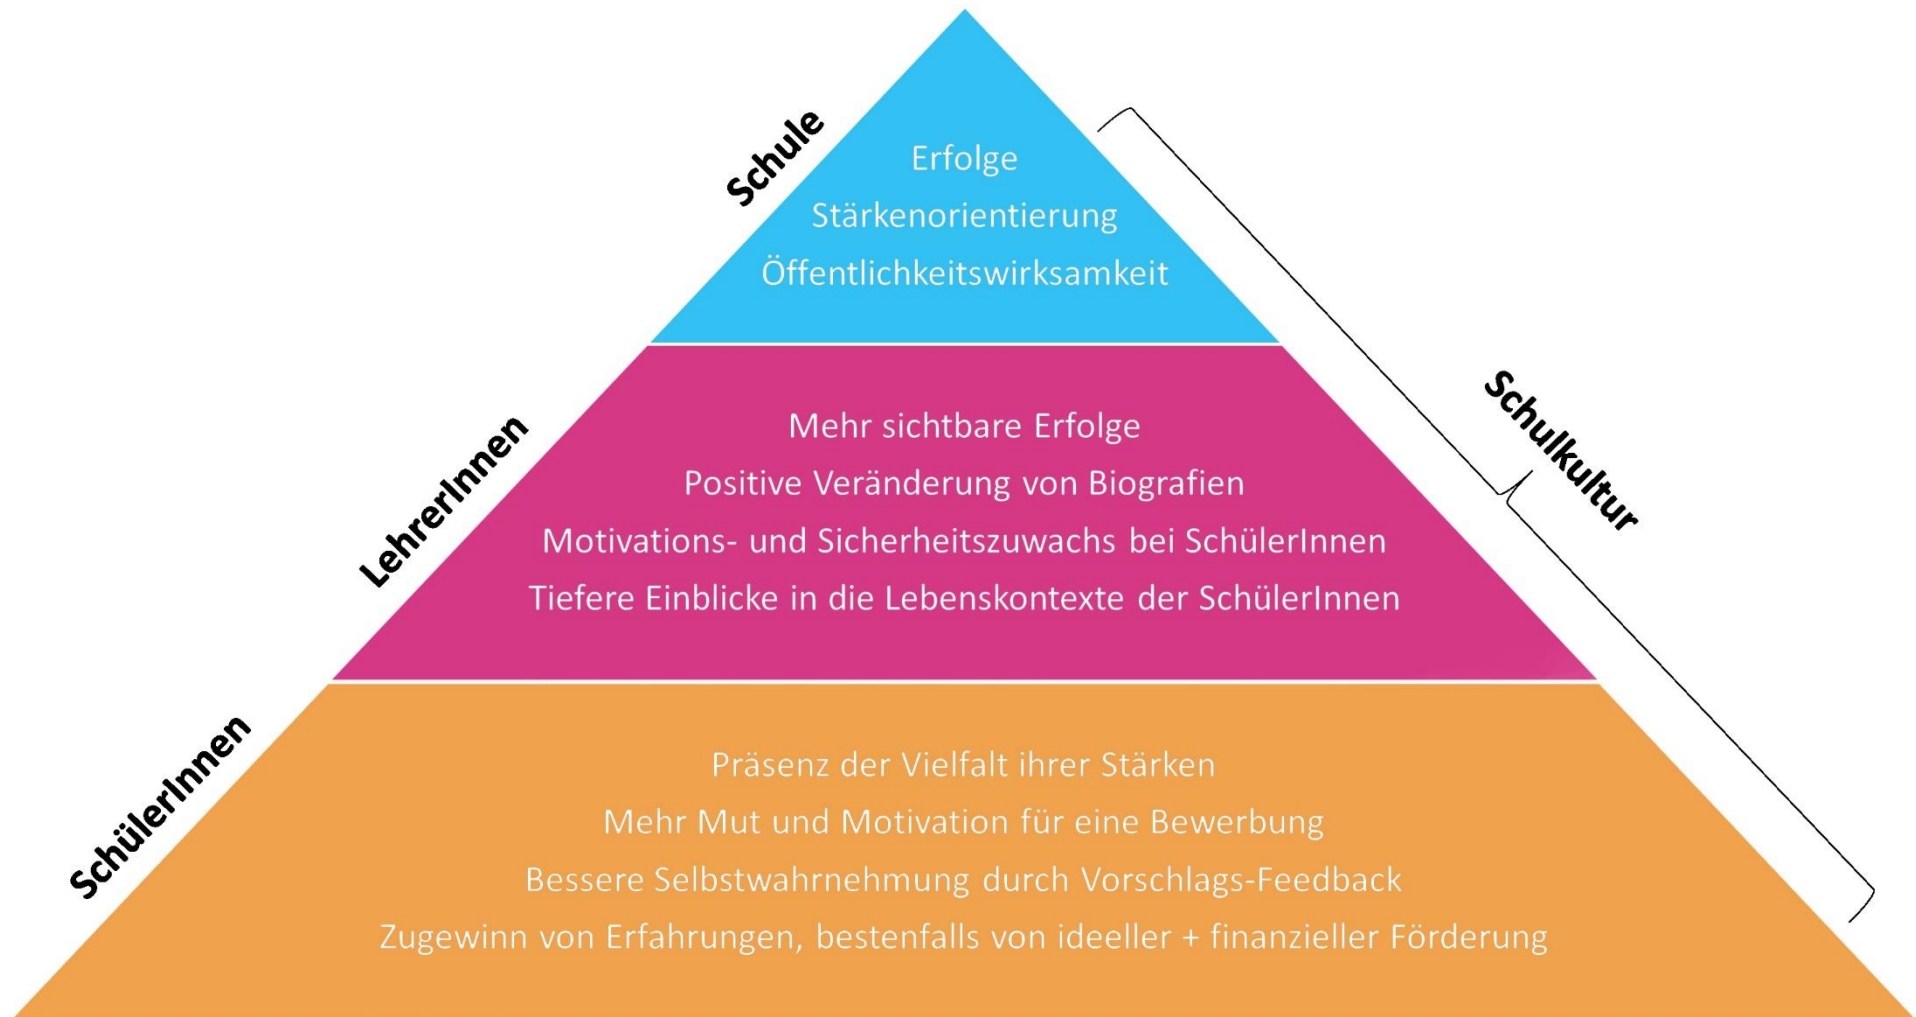 Schule
Erfolge
Stärkenorientierung
Öffentlichkeitswirksamkeit
LehrerInnen
Mehr sichtbare Erfolge
Positive Veränderung von Biografien
Motivations- und Sicherheitszuwachs bei SchülerInnen
Tiefere Einblicke in die Lebenskontexte der SchülerInnen
Schulkultur
SchülerInnen
Präsenz der Vielfalt ihrer Stärken
Mehr Mut und Motivation für eine Bewerbung
Bessere Selbstwahrnehmung durch Vorschlags-Feedback
Zugewinn von Erfahrungen, bestenfalls von ideeller + finanzieller Förderung